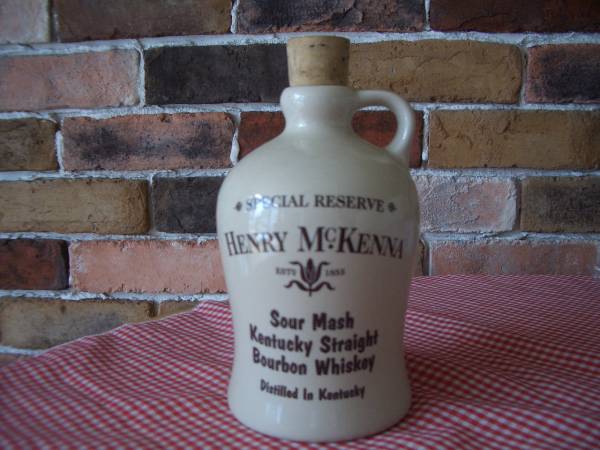 SPECIAL RESERVE
HENRY McKENNA
ESTD 1855
Sour Mash
Kentucky Straight
Bourbon Whiskey
Distilled In Kentucky